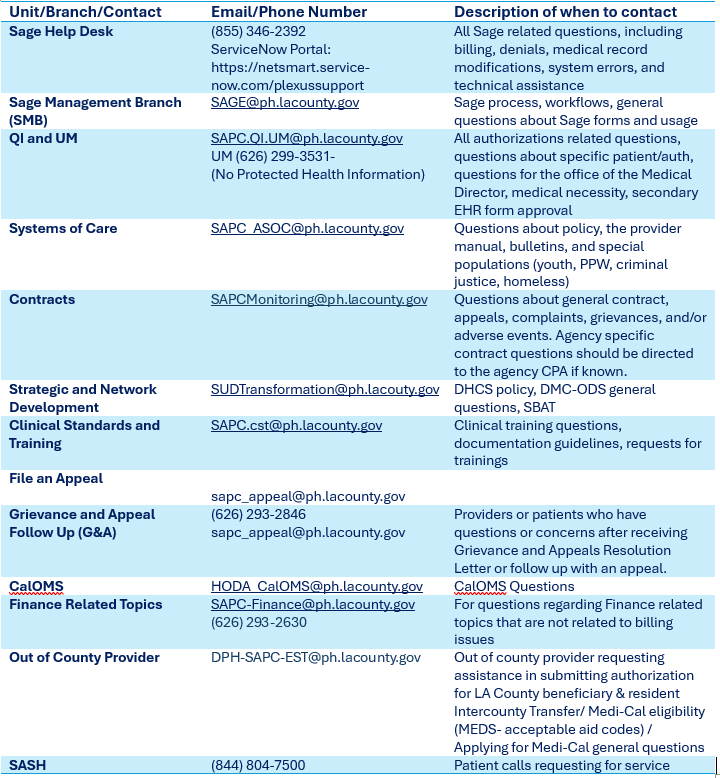 Unit/Branch/Contact Email/Phone Number Description of when to contact
Sage Help Desk (855) 346-2392 All Sage related questions, including
ServiceNow Portal: billing, denials, medical record
https://netsmart.service- modifications, system errors, and
now.com/plexussupport technical assistance
Sage Management Branch SAGE@ph.lacounty.gov Sage process, workflows, general
(SMB) questions about Sage forms and usage
QI and UM SAPC.QI.UM@ph.lacounty.gov All authorizations related questions,
UM (626) 299-3531- questions about specific patient/auth,
(No Protected Health Information) questions for the office of the Medical
Director, medical necessity, secondary
EHR form approval
Systems of Care SAPC_ASOC@ph.lacounty.gov Questions about policy, the provider
manual, bulletins, and special
populations (youth, PPW, criminal
justice, homeless)
Contracts SAPCMonitoring@ph.lacounty.gov Questions about general contract,
appeals, complaints, grievances, and/or
adverse events. Agency specific
contract questions should be directed
to the agency CPA if known.
Strategic and Network SUDTransformation@ph.lacouty.gov DHCS policy, DMC-ODS general
Development questions, SBAT
Clinical Standards and SAPC.cst@ph.lacounty.gov Clinical training questions,
Training documentation guidelines, requests for
trainings
File an Appeal
sapc_appeal@ph.lacounty.gov
Grievance and Appeal (626) 293-2846 Providers or patients who have
Follow Up (G&A) sapc_appeal@ph.lacounty.gov questions or concerns after receiving
Grievance and Appeals Resolution
Letter or follow up with an appeal.
CalOMS HODA_CalOMS@ph.lacounty.gov CalOMS Questions
Finance Related Topics SAPC-Finance@ph.lacounty.gov For questions regarding Finance related
(626) 293-2630 topics that are not related to billing
issues
Out of County Provider DPH-SAPC-EST@ph.lacounty.gov Out of county provider requesting
assistance in submitting authorization
for LA County beneficiary & resident
Intercounty Transfer/ Medi-Cal eligibility
(MEDS- acceptable aid codes) /
Applying for Medi-Cal general questions
SASH (844) 804-7500 Patient calls requesting for service